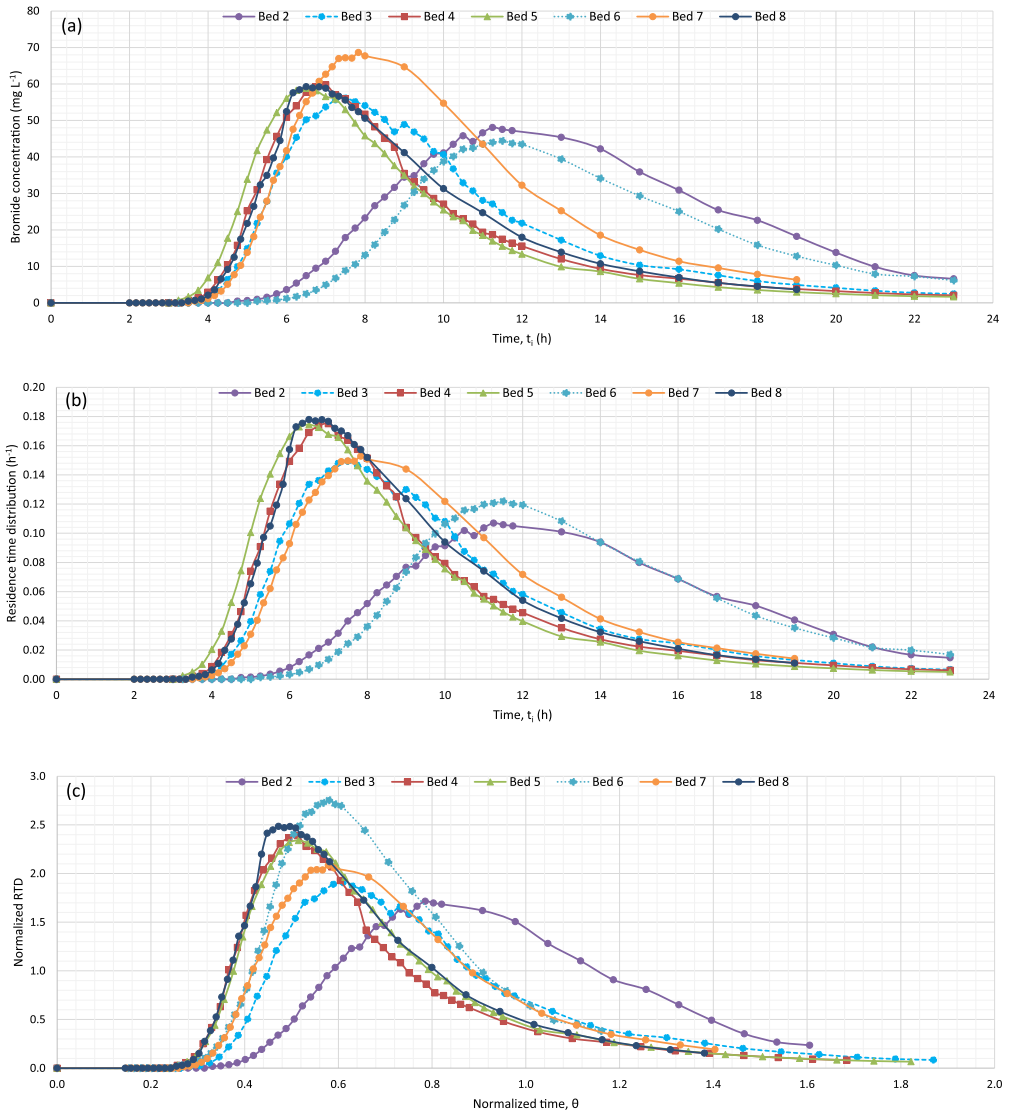 (a)
Bed 2 Bed 3 Bed 4 Bed 5 Bed 6 Bed 7 Bed 8
Bromide concentration (mg L⁻¹)
80
70
60
50
40
30
20
10
0
0 2 4 6 8 10 12 14 16 18 20 22 24
Time, tᵢ (h)
(b)
Bed 2 Bed 3 Bed 4 Bed 5 Bed 6 Bed 7 Bed 8
Residence time distribution (h⁻¹)
0.20
0.18
0.16
0.14
0.12
0.10
0.08
0.06
0.04
0.02
0.00
0 2 4 6 8 10 12 14 16 18 20 22 24
Time, tᵢ (h)
(c)
Bed 2 Bed 3 Bed 4 Bed 5 Bed 6 Bed 7 Bed 8
Normalized RTD
3.0
2.5
2.0
1.5
1.0
0.5
0.0
0.0 0.2 0.4 0.6 0.8 1.0 1.2 1.4 1.6 1.8 2.0
Normalized time, θ